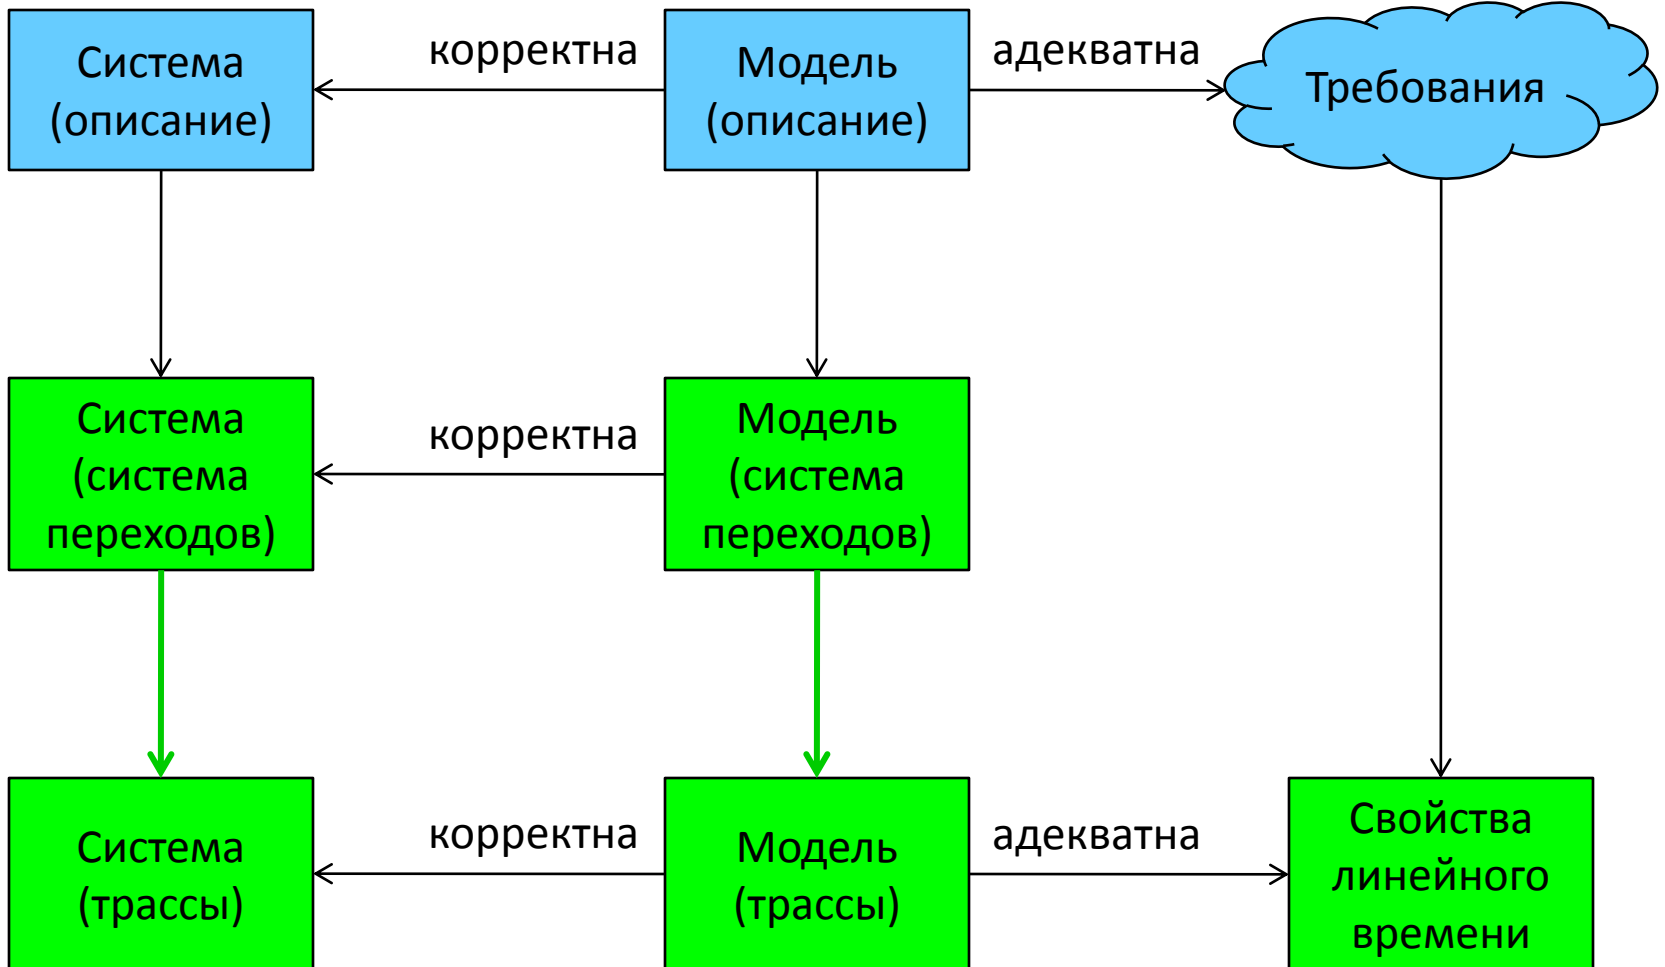 Система
(описание)
корректна
Модель
(описание)
адекватна
Требования
Система
(система
переходов)
корректна
Модель
(система
переходов)
Система
(трассы)
корректна
Модель
(трассы)
адекватна
Свойства
линейного
времени